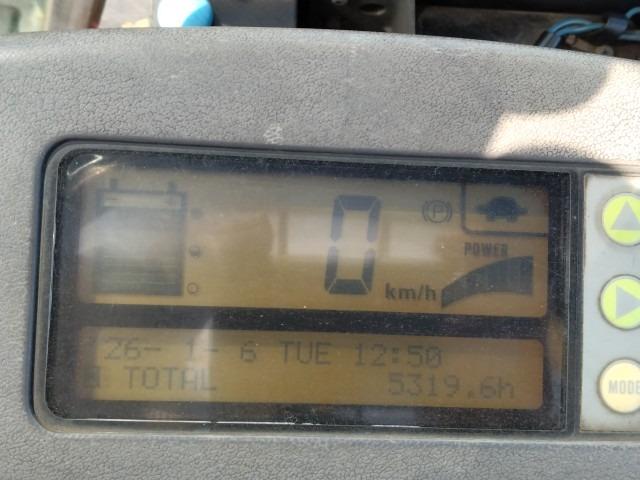 0
km/h
P
POWER
26- 1- 6 TUE 12:50
TOTAL 5319.6h
MODE